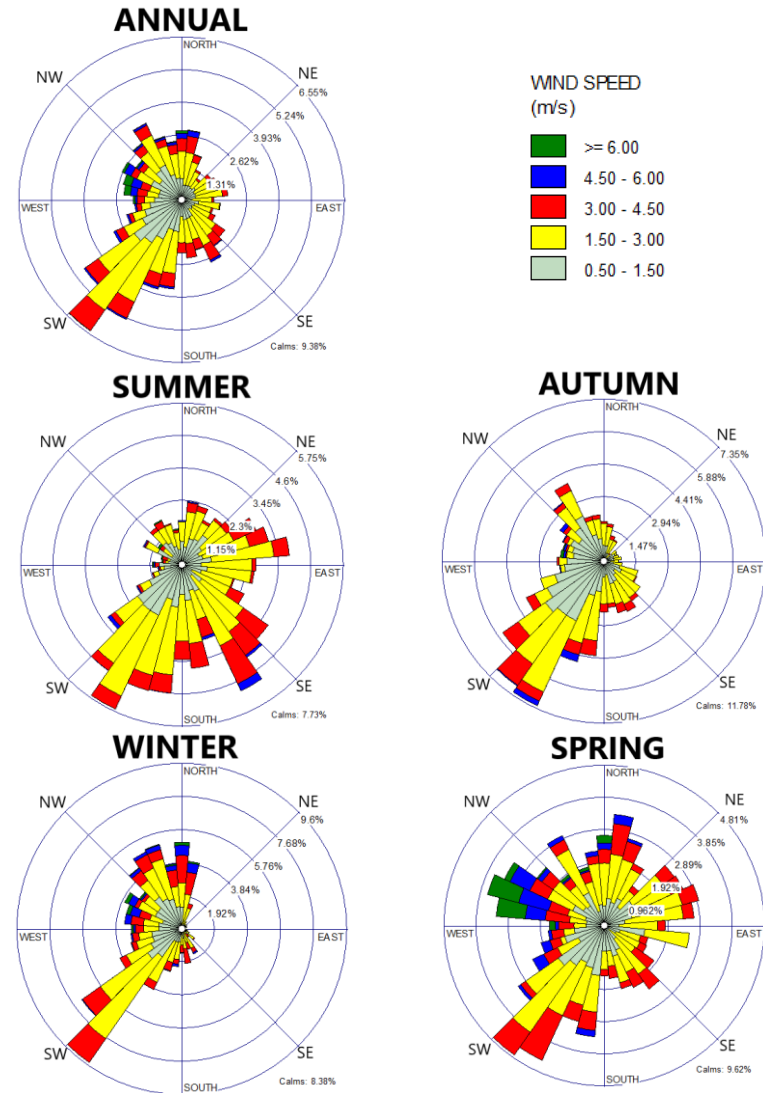 ANNUAL
NORTH
NW
NE
6.55%
5.24%
3.93%
2.62%
1.31%
WEST
EAST
SW
SE
SOUTH
Calms: 9.38%
WIND SPEED
(m/s)
>= 6.00
4.50 - 6.00
3.00 - 4.50
1.50 - 3.00
0.50 - 1.50
SUMMER
NORTH
NW
NE
5.75%
4.6%
3.45%
2.3%
1.15%
WEST
EAST
SW
SE
SOUTH
Calms: 7.73%
AUTUMN
NORTH
NW
NE
7.35%
5.88%
4.41%
2.94%
1.47%
WEST
EAST
SW
SE
SOUTH
Calms: 11.78%
WINTER
NORTH
NW
NE
9.6%
7.68%
5.76%
3.84%
1.92%
WEST
EAST
SW
SE
SOUTH
Calms: 8.38%
SPRING
NORTH
NW
NE
4.81%
3.85%
2.89%
1.92%
0.962%
WEST
EAST
SW
SE
SOUTH
Calms: 9.62%